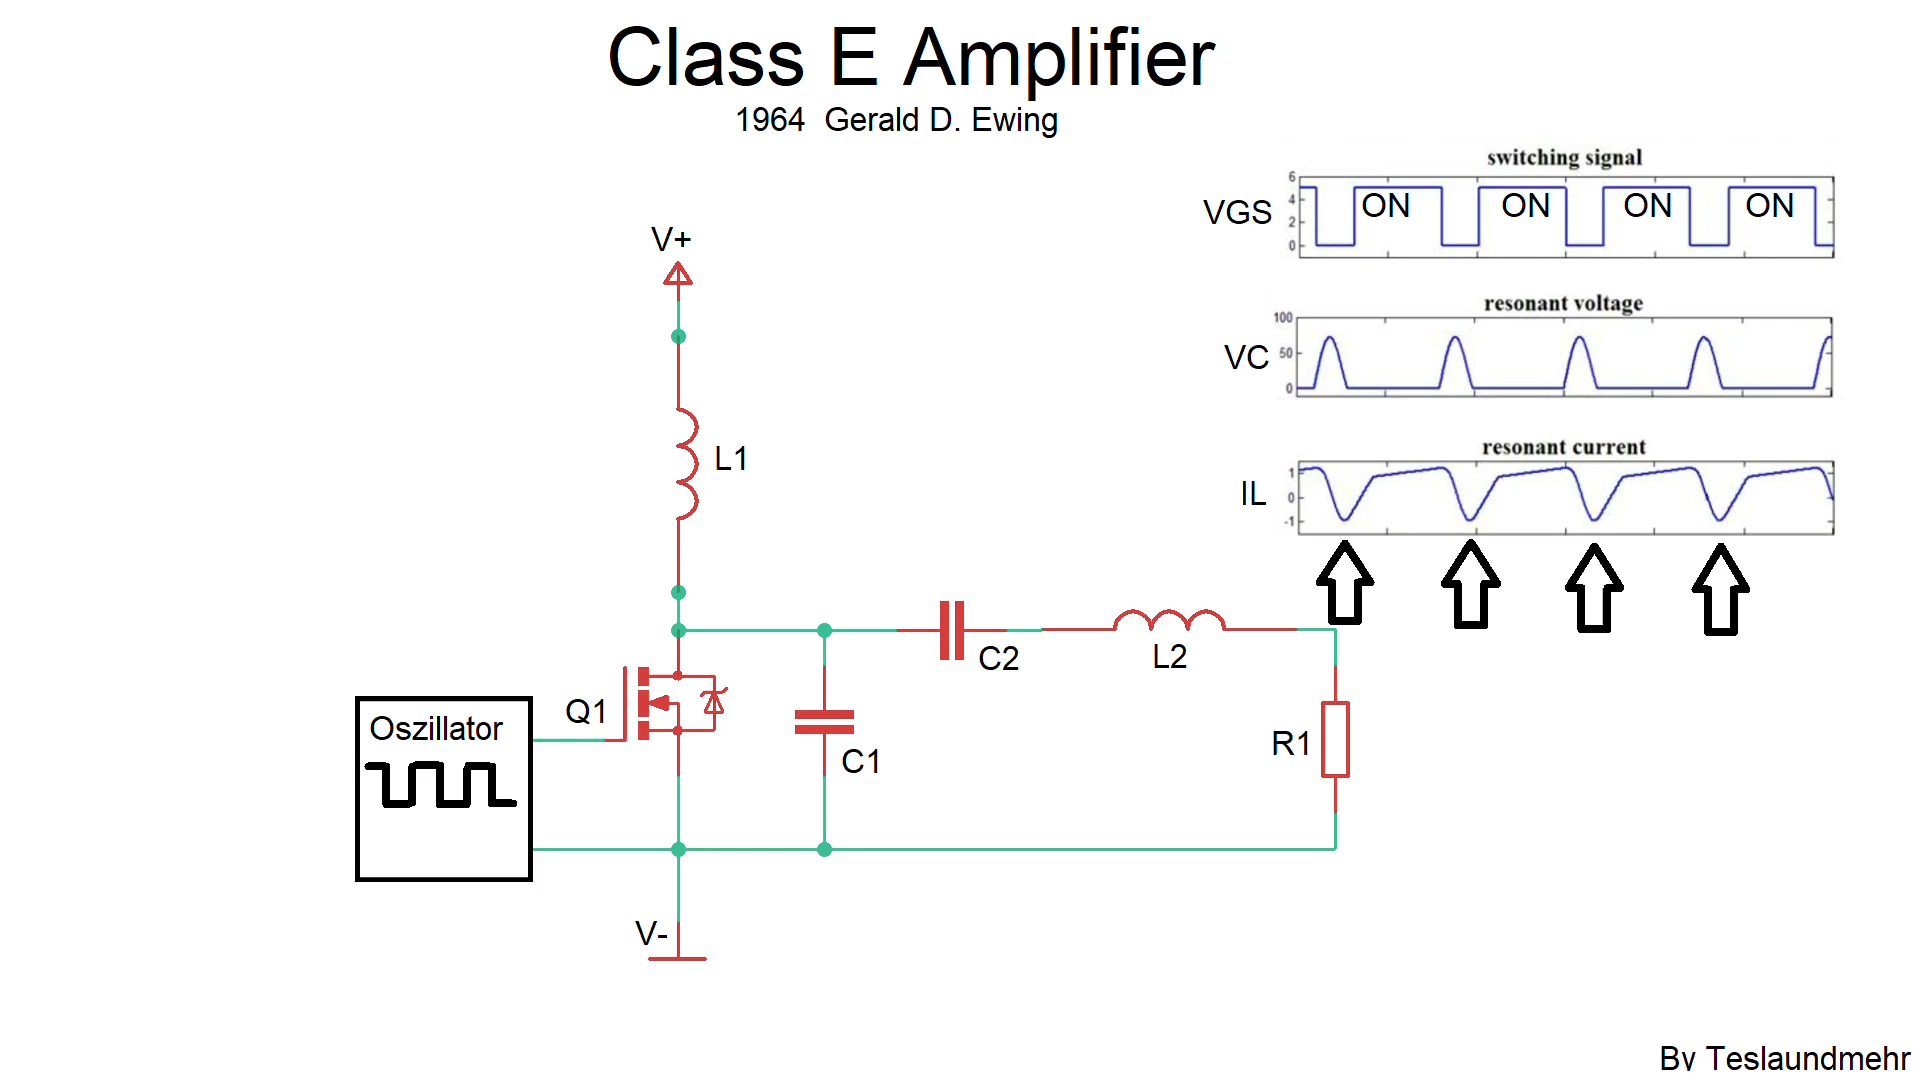 Class E Amplifier
1964 Gerald D. Ewing
switching signal
VGS
6
4
2
0
ON ON ON ON
resonant voltage
VC
100
50
0
resonant current
IL
1
0
-1
V+
L1
C2
L2
Q1
C1
R1
Oszillator
V-
By Teslaundmehr